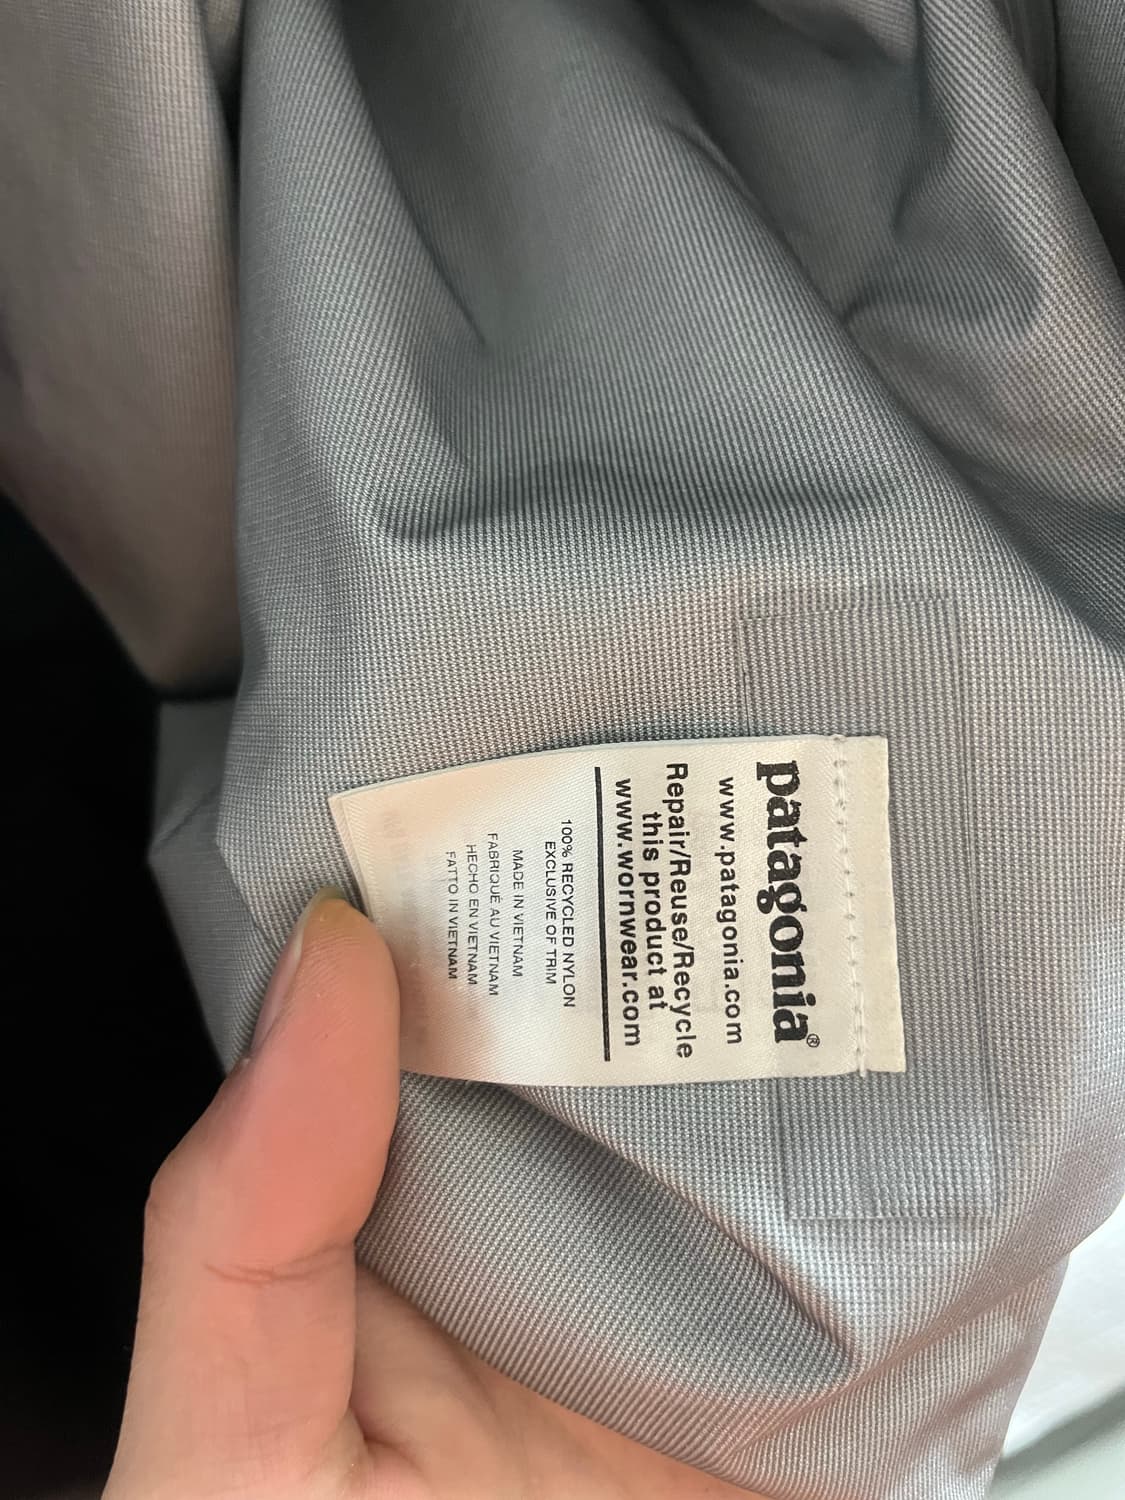 patagonia®
www.patagonia.com
Repair/Reuse/Recycle
this product at
www.wornwear.com
100% RECYCLED NYLON
EXCLUSIVE OF TRIM
MADE IN VIETNAM
FABRIQUE AU VIETNAM
HECHO EN VIETNAM
FATTO IN VIETNAM